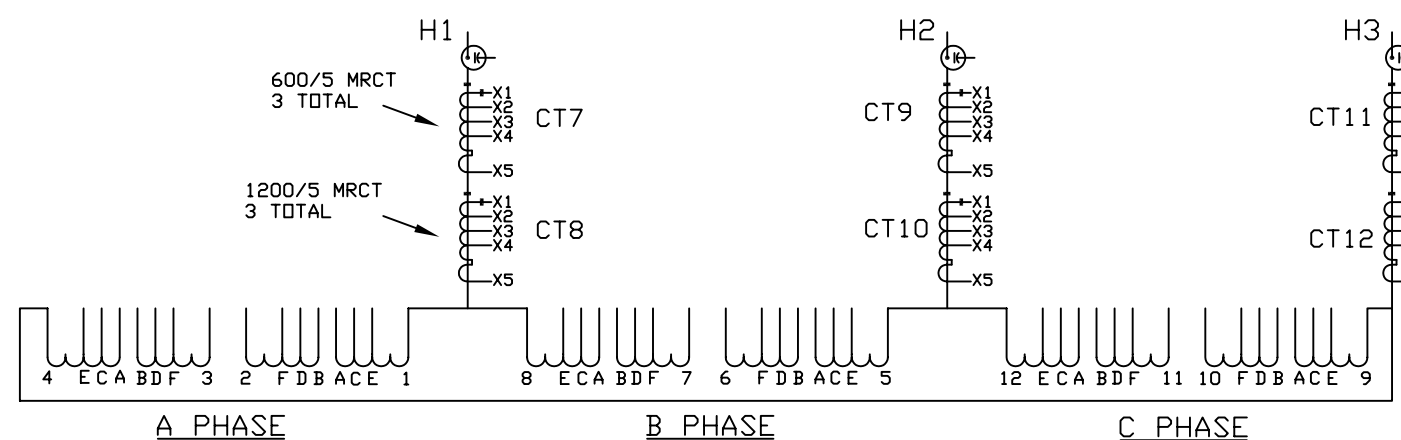 H1
H2
H3
K
K
K
600/5 MRCT
3 TOTAL
X1
X2
X3
X4
X5
CT7
CT9
X1
X2
X3
X4
X5
CT11
1200/5 MRCT
3 TOTAL
X1
X2
X3
X4
X5
CT8
CT10
X1
X2
X3
X4
X5
CT12
4 E C A B D F 3 2 F D B A C E 1 8 E C A B D F 7 6 F D B A C E 5 12 E C A B D F 11 10 F D B A C E 9
A PHASE
B PHASE
C PHASE